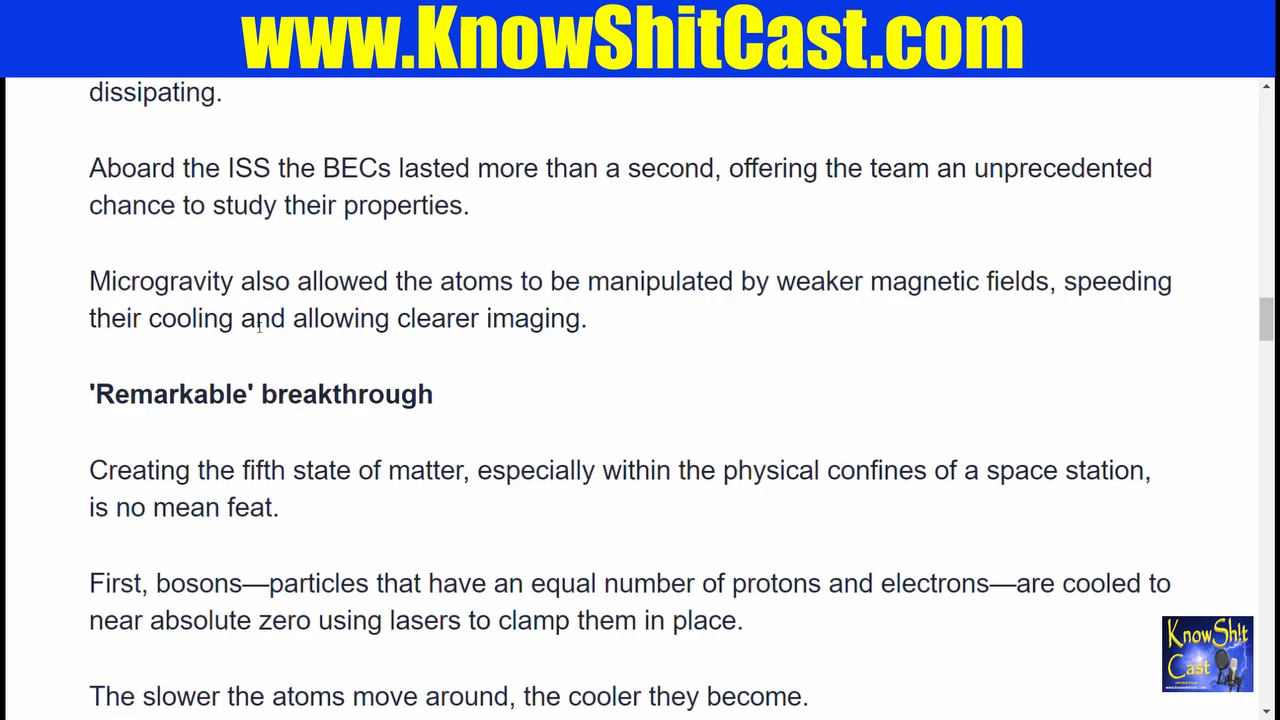 www.KnowShitCast.com
dissipating.
Aboard the ISS the BECs lasted more than a second, offering the team an unprecedented
chance to study their properties.
Microgravity also allowed the atoms to be manipulated by weaker magnetic fields, speeding
their cooling and allowing clearer imaging.
'Remarkable' breakthrough
Creating the fifth state of matter, especially within the physical confines of a space station,
is no mean feat.
First, bosons—particles that have an equal number of protons and electrons—are cooled to
near absolute zero using lasers to clamp them in place.
KnowSh!t
Cast
www.knowshitcast.com
The slower the atoms move around, the cooler they become.